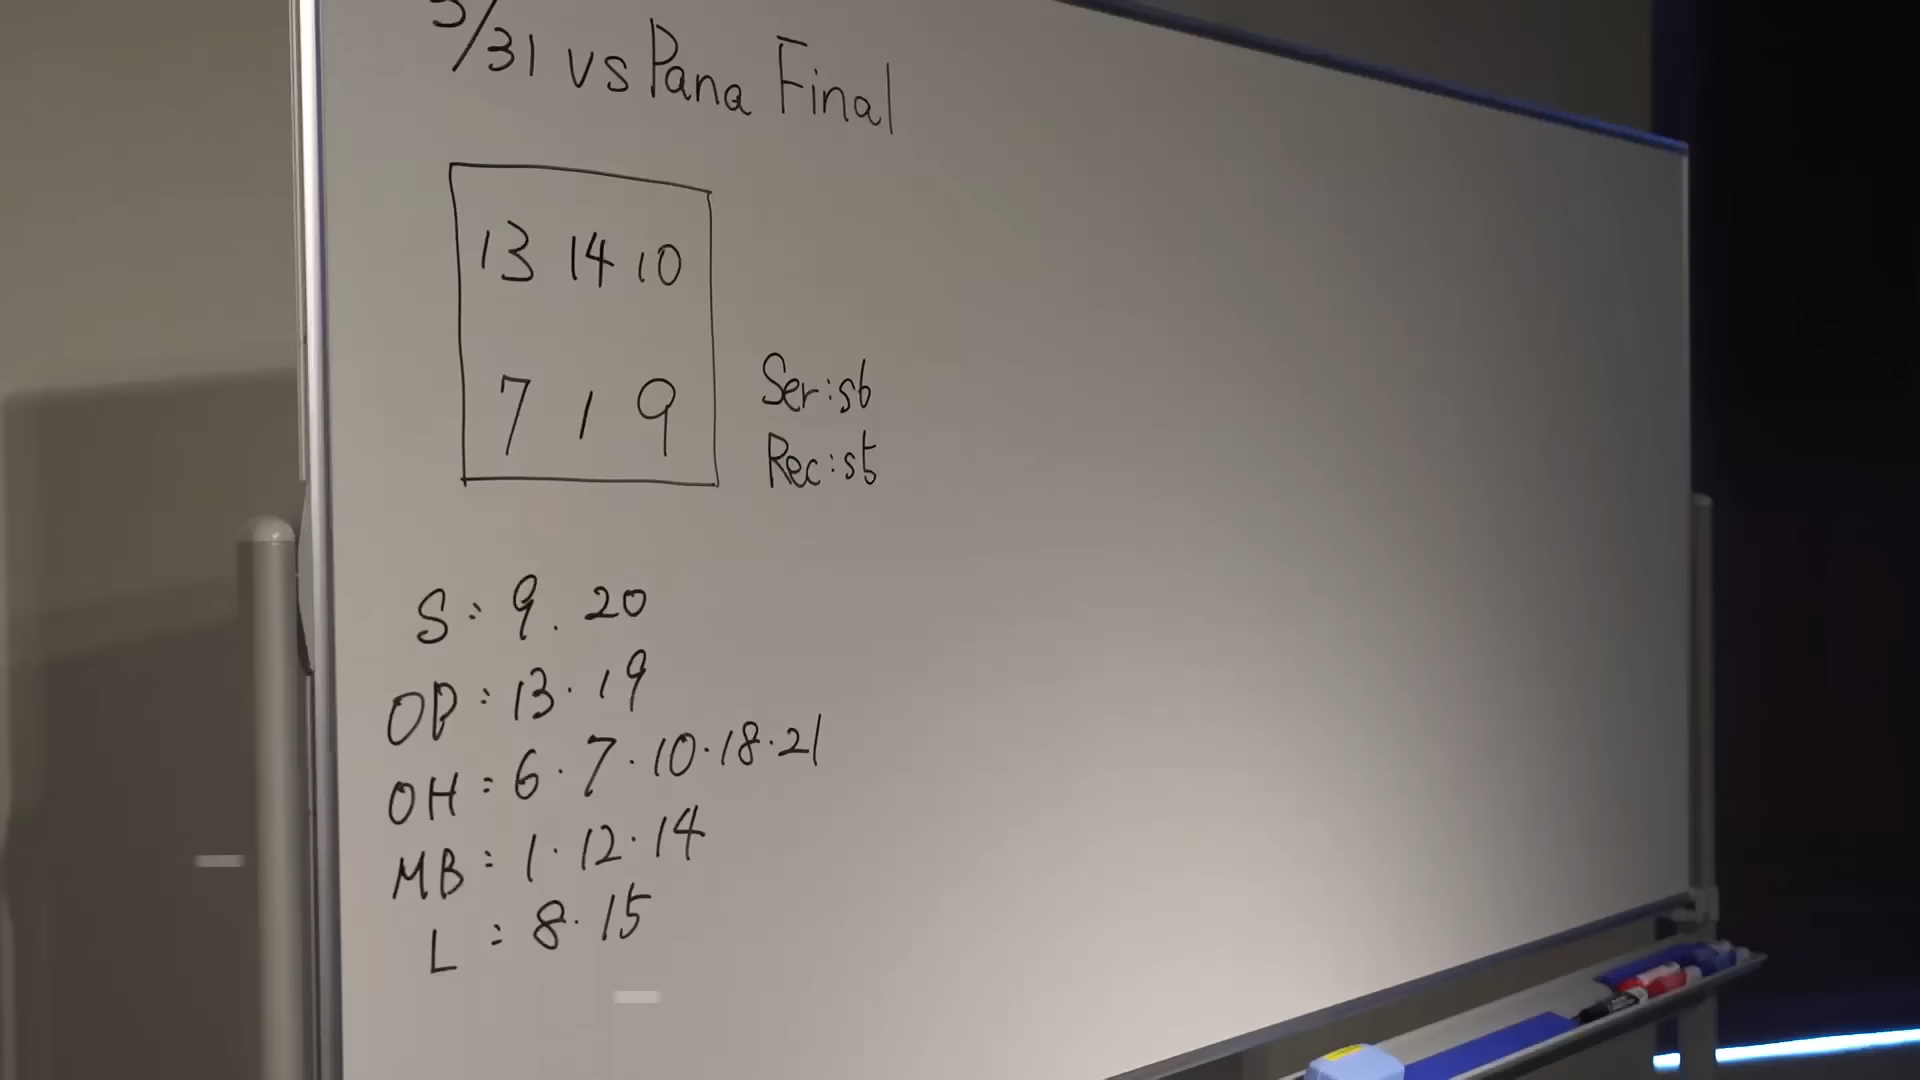 5/31 vs Pana Final
13 14 10
7 1 9
Ser:s6
Rec:s5
S: 9. 20
OP: 13・19
OH: 6・7・10・18・21
MB: 1・12・14
L: 8・15